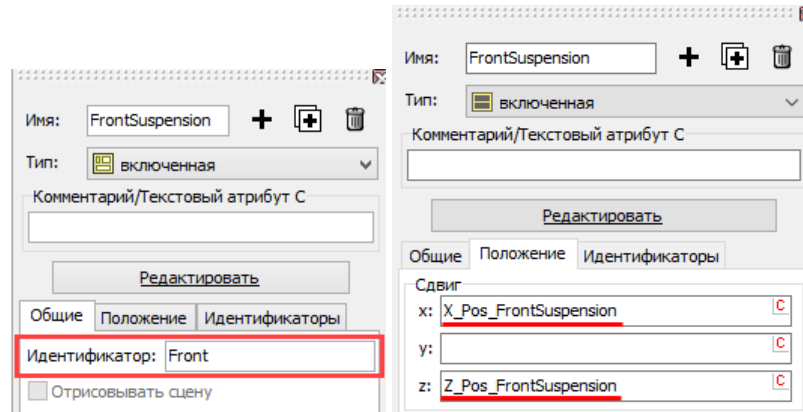 Имя: FrontSuspension
Тип: включенная
Комментарий/Текстовый атрибут C
Редактировать
Общие Положение Идентификаторы
Идентификатор: Front
Отрисовывать сцену
Имя: FrontSuspension
Тип: включенная
Комментарий/Текстовый атрибут C
Редактировать
Общие Положение Идентификаторы
Сдвиг
x: X_Pos_FrontSuspension C
y: C
z: Z_Pos_FrontSuspension C